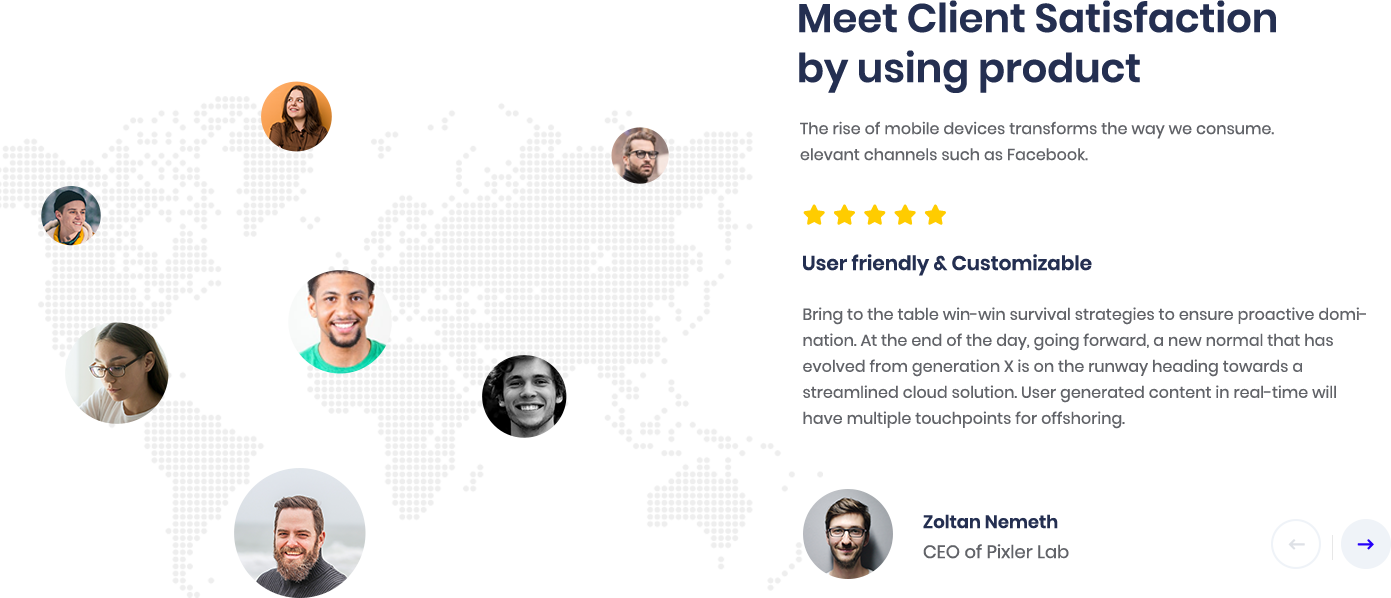 Meet Client Satisfaction
by using product
The rise of mobile devices transforms the way we consume.
elevant channels such as Facebook.
User friendly & Customizable
Bring to the table win-win survival strategies to ensure proactive domi-
nation. At the end of the day, going forward, a new normal that has
evolved from generation X is on the runway heading towards a
streamlined cloud solution. User generated content in real-time will
have multiple touchpoints for offshoring.
Zoltan Nemeth
CEO of Pixler Lab